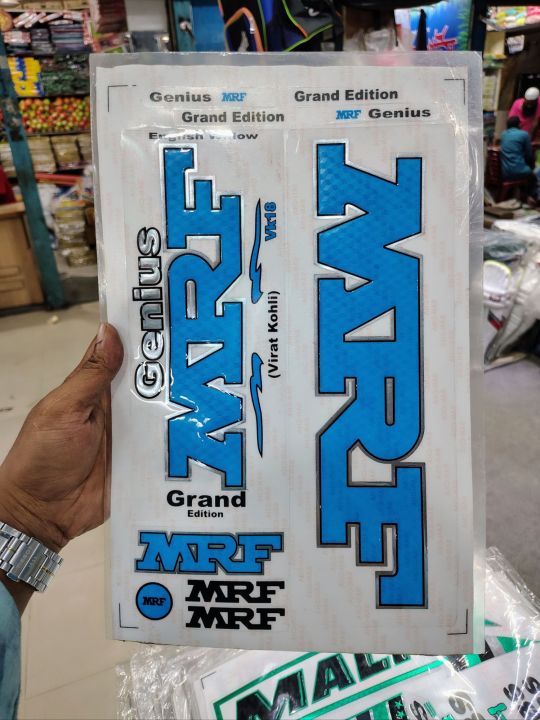 Genius MRF
Grand Edition
English Willow
Grand Edition
MRF Genius
Genius
MRF
Vk18
(Virat Kohli)
Grand
Edition
MRF
MRF
MRF
MRF
MRF